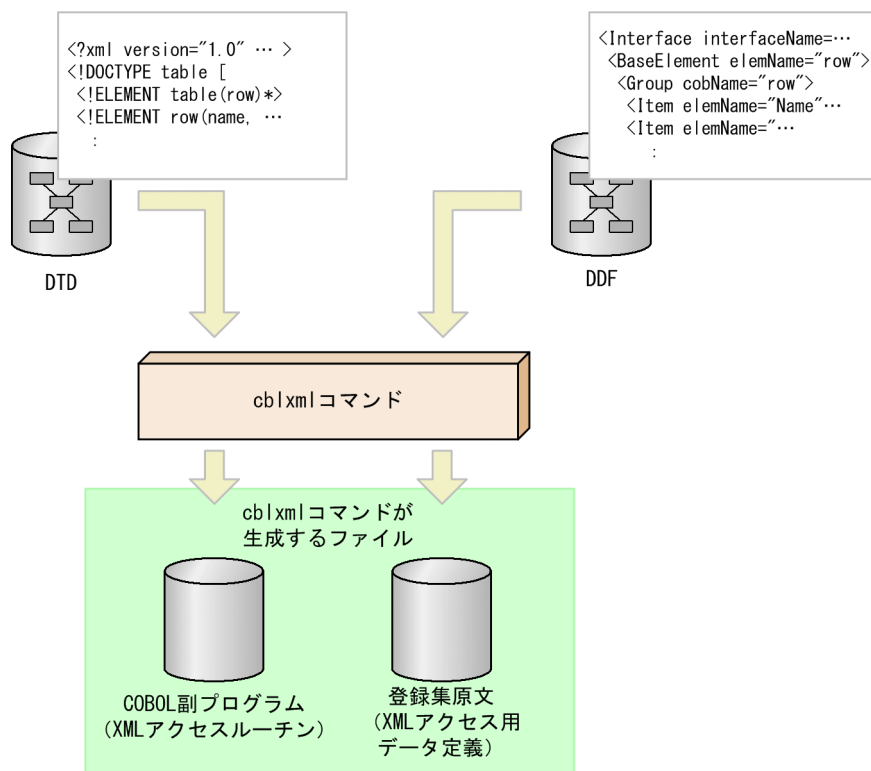 <?xml version="1.0" … >
<!DOCTYPE table [
<!ELEMENT table(row)*>
<!ELEMENT row(name, …
:
DTD
<Interface interfaceName=…
<BaseElement elemName="row">
<Group cobName="row">
<Item elemName="Name"…
<Item elemName="…
:
DDF
cblxmlコマンド
cblxmlコマンドが
生成するファイル
COBOL副プログラム
(XMLアクセスルーチン)
登録集原文
(XMLアクセス用
データ定義)